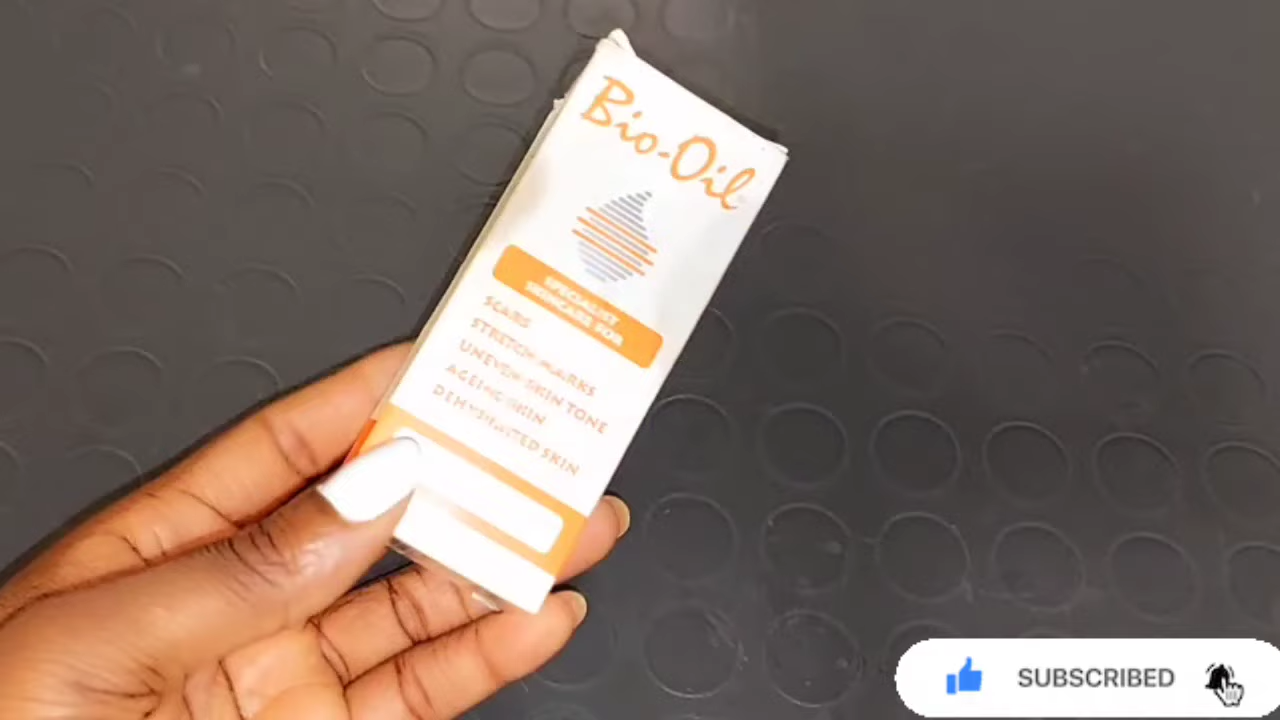 Bio-Oil
SPECIALIST
SKINCARE FOR
SCARS
STRETCH MARKS
UNEVEN SKIN TONE
AGEING SKIN
DEHYDRATED SKIN
SUBSCRIBED